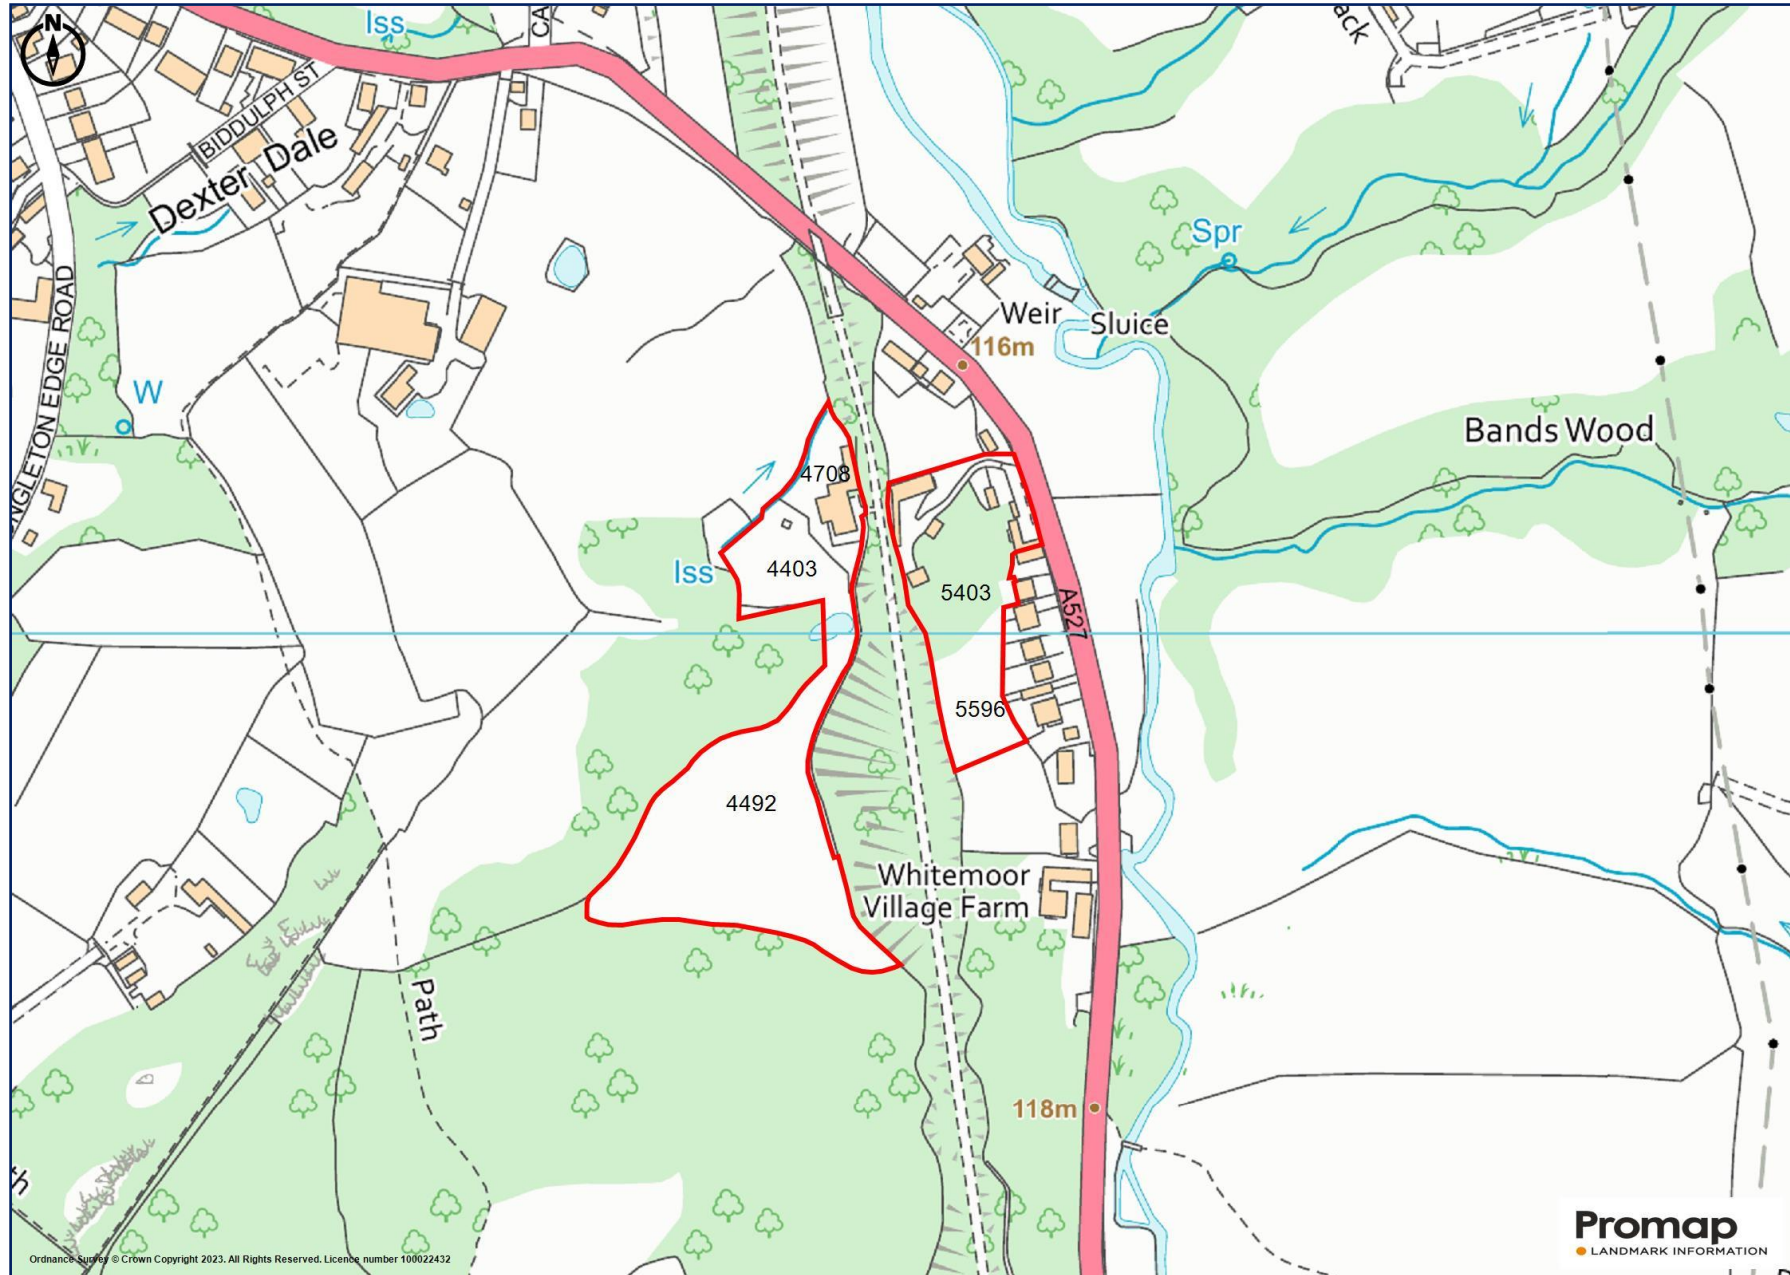 N
Iss
CA
ack
BIDDULPH ST
Dexter Dale
Spr
Weir
Sluice
116m
NGLETON EDGE ROAD
W
Bands Wood
4708
Iss
4403
5403
A527
5596
4492
Whitemoor
Village Farm
Path
118m
th
Promap
LANDMARK INFORMATION
Ordnance Survey © Crown Copyright 2023. All Rights Reserved. Licence number 100022432